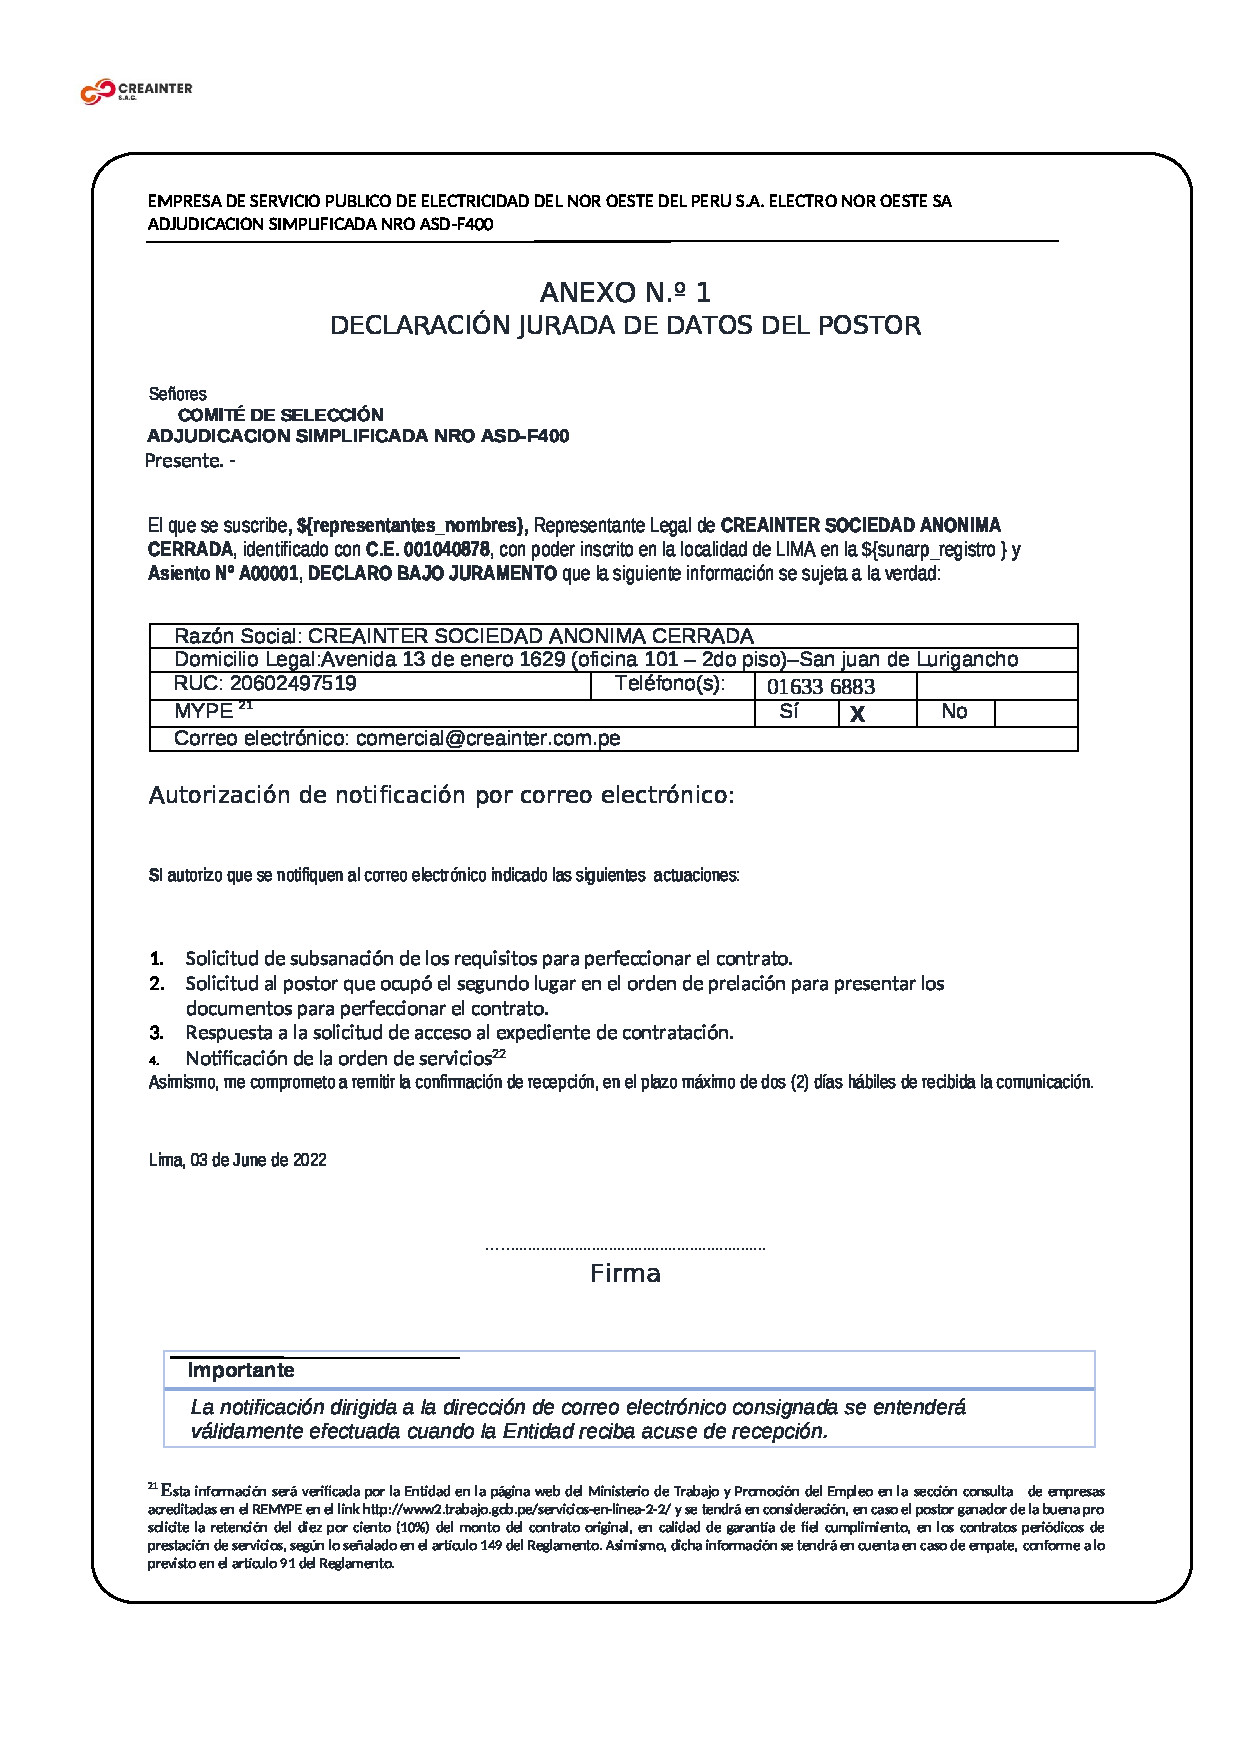 CREAINTER
S.A.C.
EMPRESA DE SERVICIO PUBLICO DE ELECTRICIDAD DEL NOR OESTE DEL PERU S.A. ELECTRO NOR OESTE SA
ADJUDICACION SIMPLIFICADA NRO ASD-F400
ANEXO N.º 1
DECLARACIÓN JURADA DE DATOS DEL POSTOR
Señores
COMITÉ DE SELECCIÓN
ADJUDICACION SIMPLIFICADA NRO ASD-F400
Presente. -
El que se suscribe, ${representantes_nombres}, Representante Legal de CREAINTER SOCIEDAD ANONIMA
CERRADA, identificado con C.E. 001040878, con poder inscrito en la localidad de LIMA en la ${sunarp_registro } y
Asiento Nº A00001, DECLARO BAJO JURAMENTO que la siguiente información se sujeta a la verdad:
Razón Social: CREAINTER SOCIEDAD ANONIMA CERRADA
Domicilio Legal:Avenida 13 de enero 1629 (oficina 101 – 2do piso)–San juan de Lurigancho
RUC: 20602497519 Teléfono(s): 01633 6883
MYPE 21 Sí X No
Correo electrónico: comercial@creainter.com.pe
Autorización de notificación por correo electrónico:
SI autorizo que se notifiquen al correo electrónico indicado las siguientes actuaciones:
1. Solicitud de subsanación de los requisitos para perfeccionar el contrato.
2. Solicitud al postor que ocupó el segundo lugar en el orden de prelación para presentar los
documentos para perfeccionar el contrato.
3. Respuesta a la solicitud de acceso al expediente de contratación.
4. Notificación de la orden de servicios22
Asimismo, me comprometo a remitir la confirmación de recepción, en el plazo máximo de dos (2) días hábiles de recibida la comunicación.
Lima, 03 de June de 2022
................................................................
Firma
Importante
La notificación dirigida a la dirección de correo electrónico consignada se entenderá
válidamente efectuada cuando la Entidad reciba acuse de recepción.
21 Esta información será verificada por la Entidad en la página web del Ministerio de Trabajo y Promoción del Empleo en la sección consulta de empresas
acreditadas en el REMYPE en el link http://www2.trabajo.gob.pe/servicios-en-linea-2-2/ y se tendrá en consideración, en caso el postor ganador de la buena pro
solicite la retención del diez por ciento (10%) del monto del contrato original, en calidad de garantía de fiel cumplimiento, en los contratos periódicos de
prestación de servicios, según lo señalado en el artículo 149 del Reglamento. Asimismo, dicha información se tendrá en cuenta en caso de empate, conforme a lo
previsto en el artículo 91 del Reglamento.